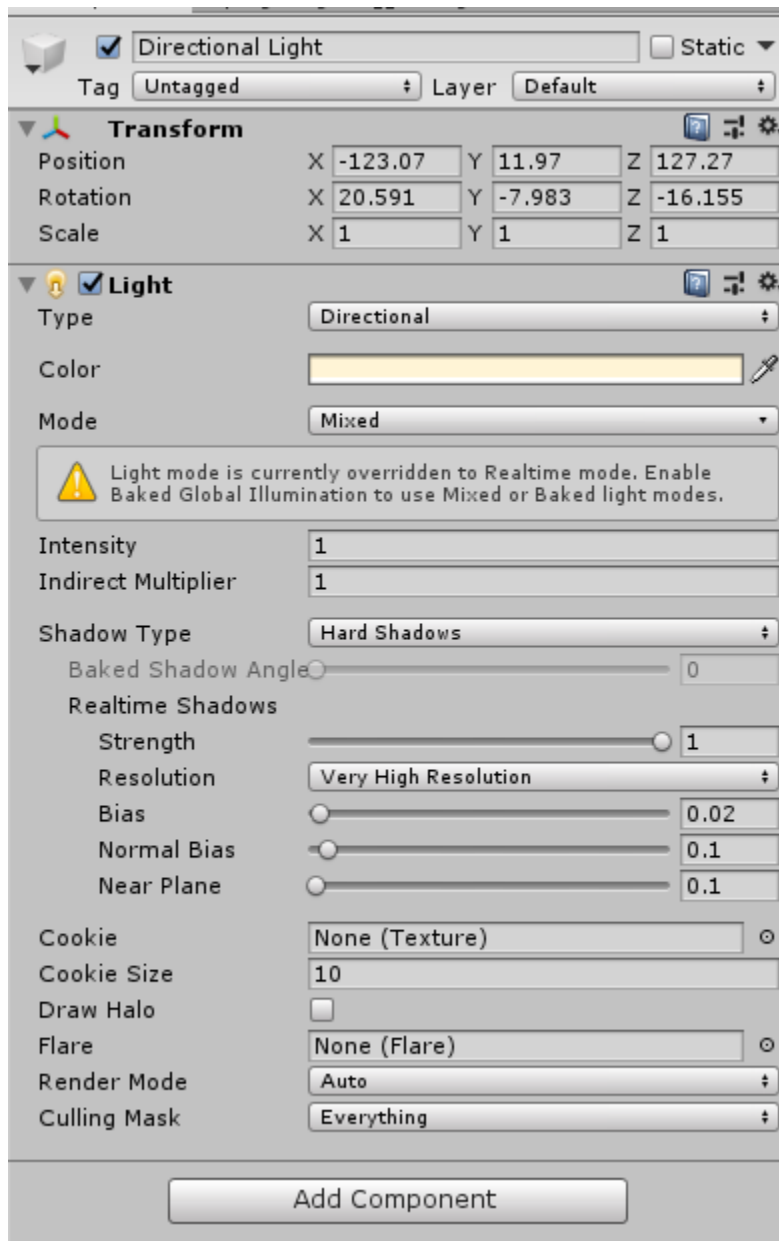 Directional Light Static
Tag Untagged Layer Default
Transform
Position X -123.07 Y 11.97 Z 127.27
Rotation X 20.591 Y -7.983 Z -16.155
Scale X 1 Y 1 Z 1
Light
Type Directional
Color
Mode Mixed
Light mode is currently overridden to Realtime mode. Enable
Baked Global Illumination to use Mixed or Baked light modes.
Intensity 1
Indirect Multiplier 1
Shadow Type Hard Shadows
Baked Shadow Angle 0
Realtime Shadows
Strength 1
Resolution Very High Resolution
Bias 0.02
Normal Bias 0.1
Near Plane 0.1
Cookie None (Texture)
Cookie Size 10
Draw Halo
Flare None (Flare)
Render Mode Auto
Culling Mask Everything
Add Component